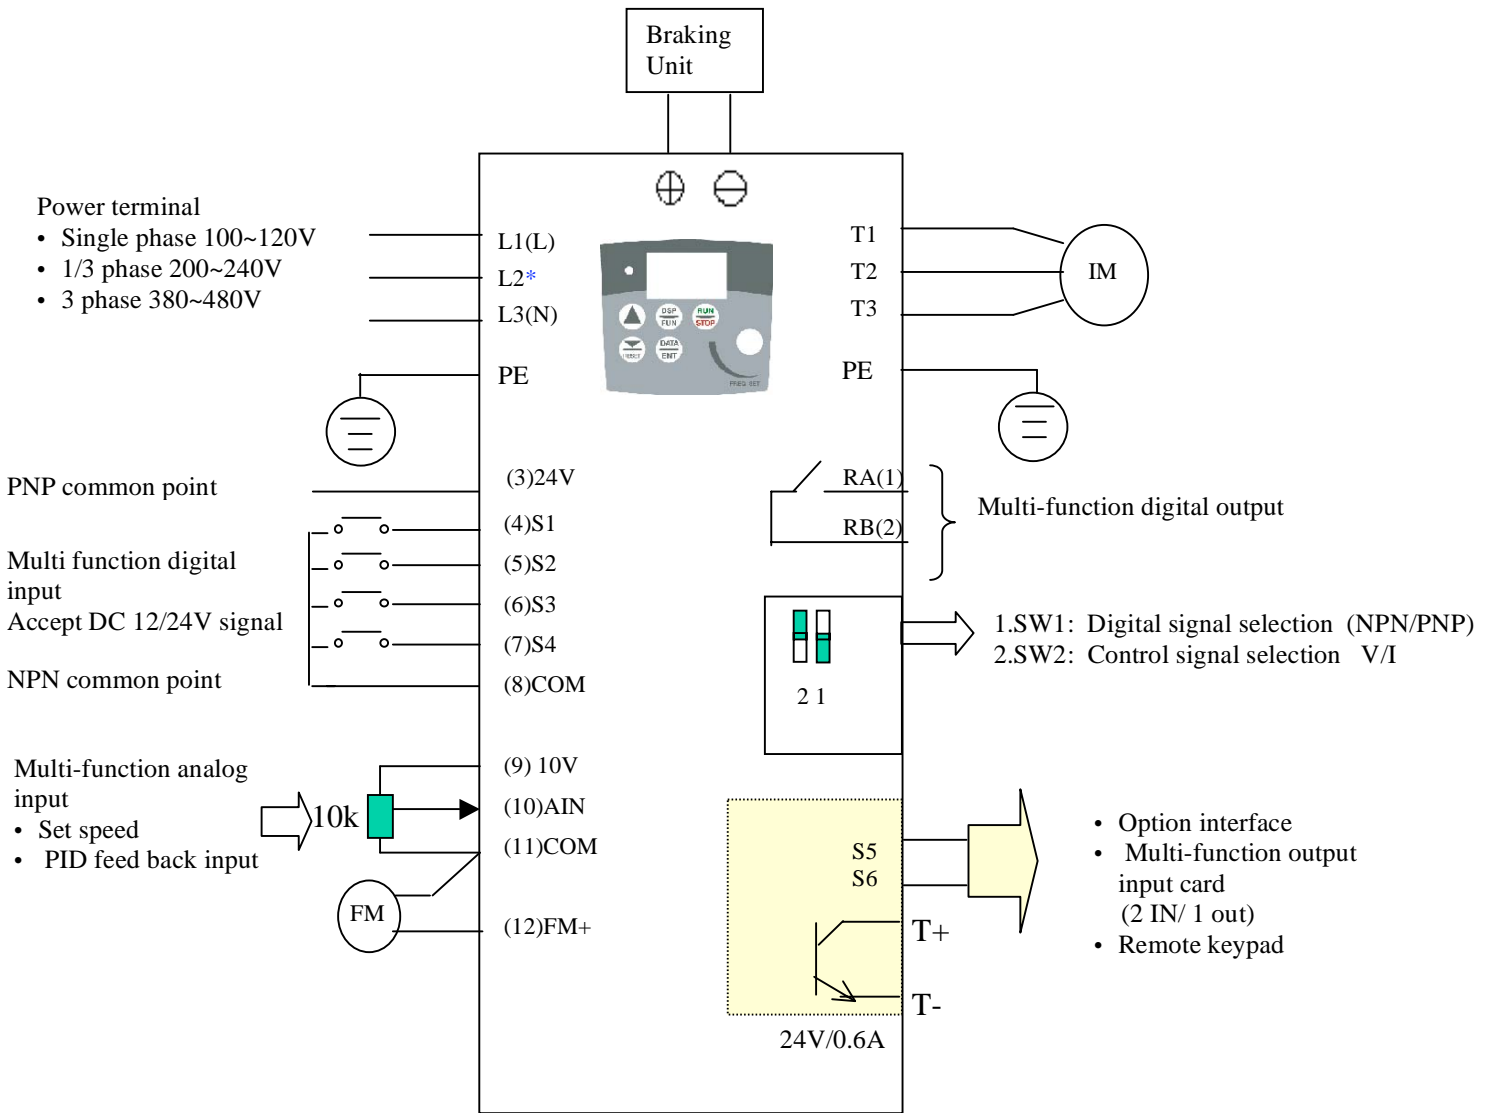 Braking
Unit
Power terminal
• Single phase 100~120V
• 1/3 phase 200~240V
• 3 phase 380~480V
L1(L)
L2*
L3(N)
PE
DSP
FUN
RUN
STOP
RESET
DATA
ENT
FREQ.SET
T1
T2
T3
PE
IM
PNP common point
Multi function digital
input
Accept DC 12/24V signal
NPN common point
(3)24V
(4)S1
(5)S2
(6)S3
(7)S4
(8)COM
RA(1)
RB(2)
Multi-function digital output
2 1
1.SW1: Digital signal selection (NPN/PNP)
2.SW2: Control signal selection V/I
Multi-function analog
input
• Set speed
• PID feed back input
10k
(9) 10V
(10)AIN
(11)COM
FM
(12)FM+
S5
S6
T+
T-
24V/0.6A
• Option interface
• Multi-function output
input card
(2 IN/ 1 out)
• Remote keypad